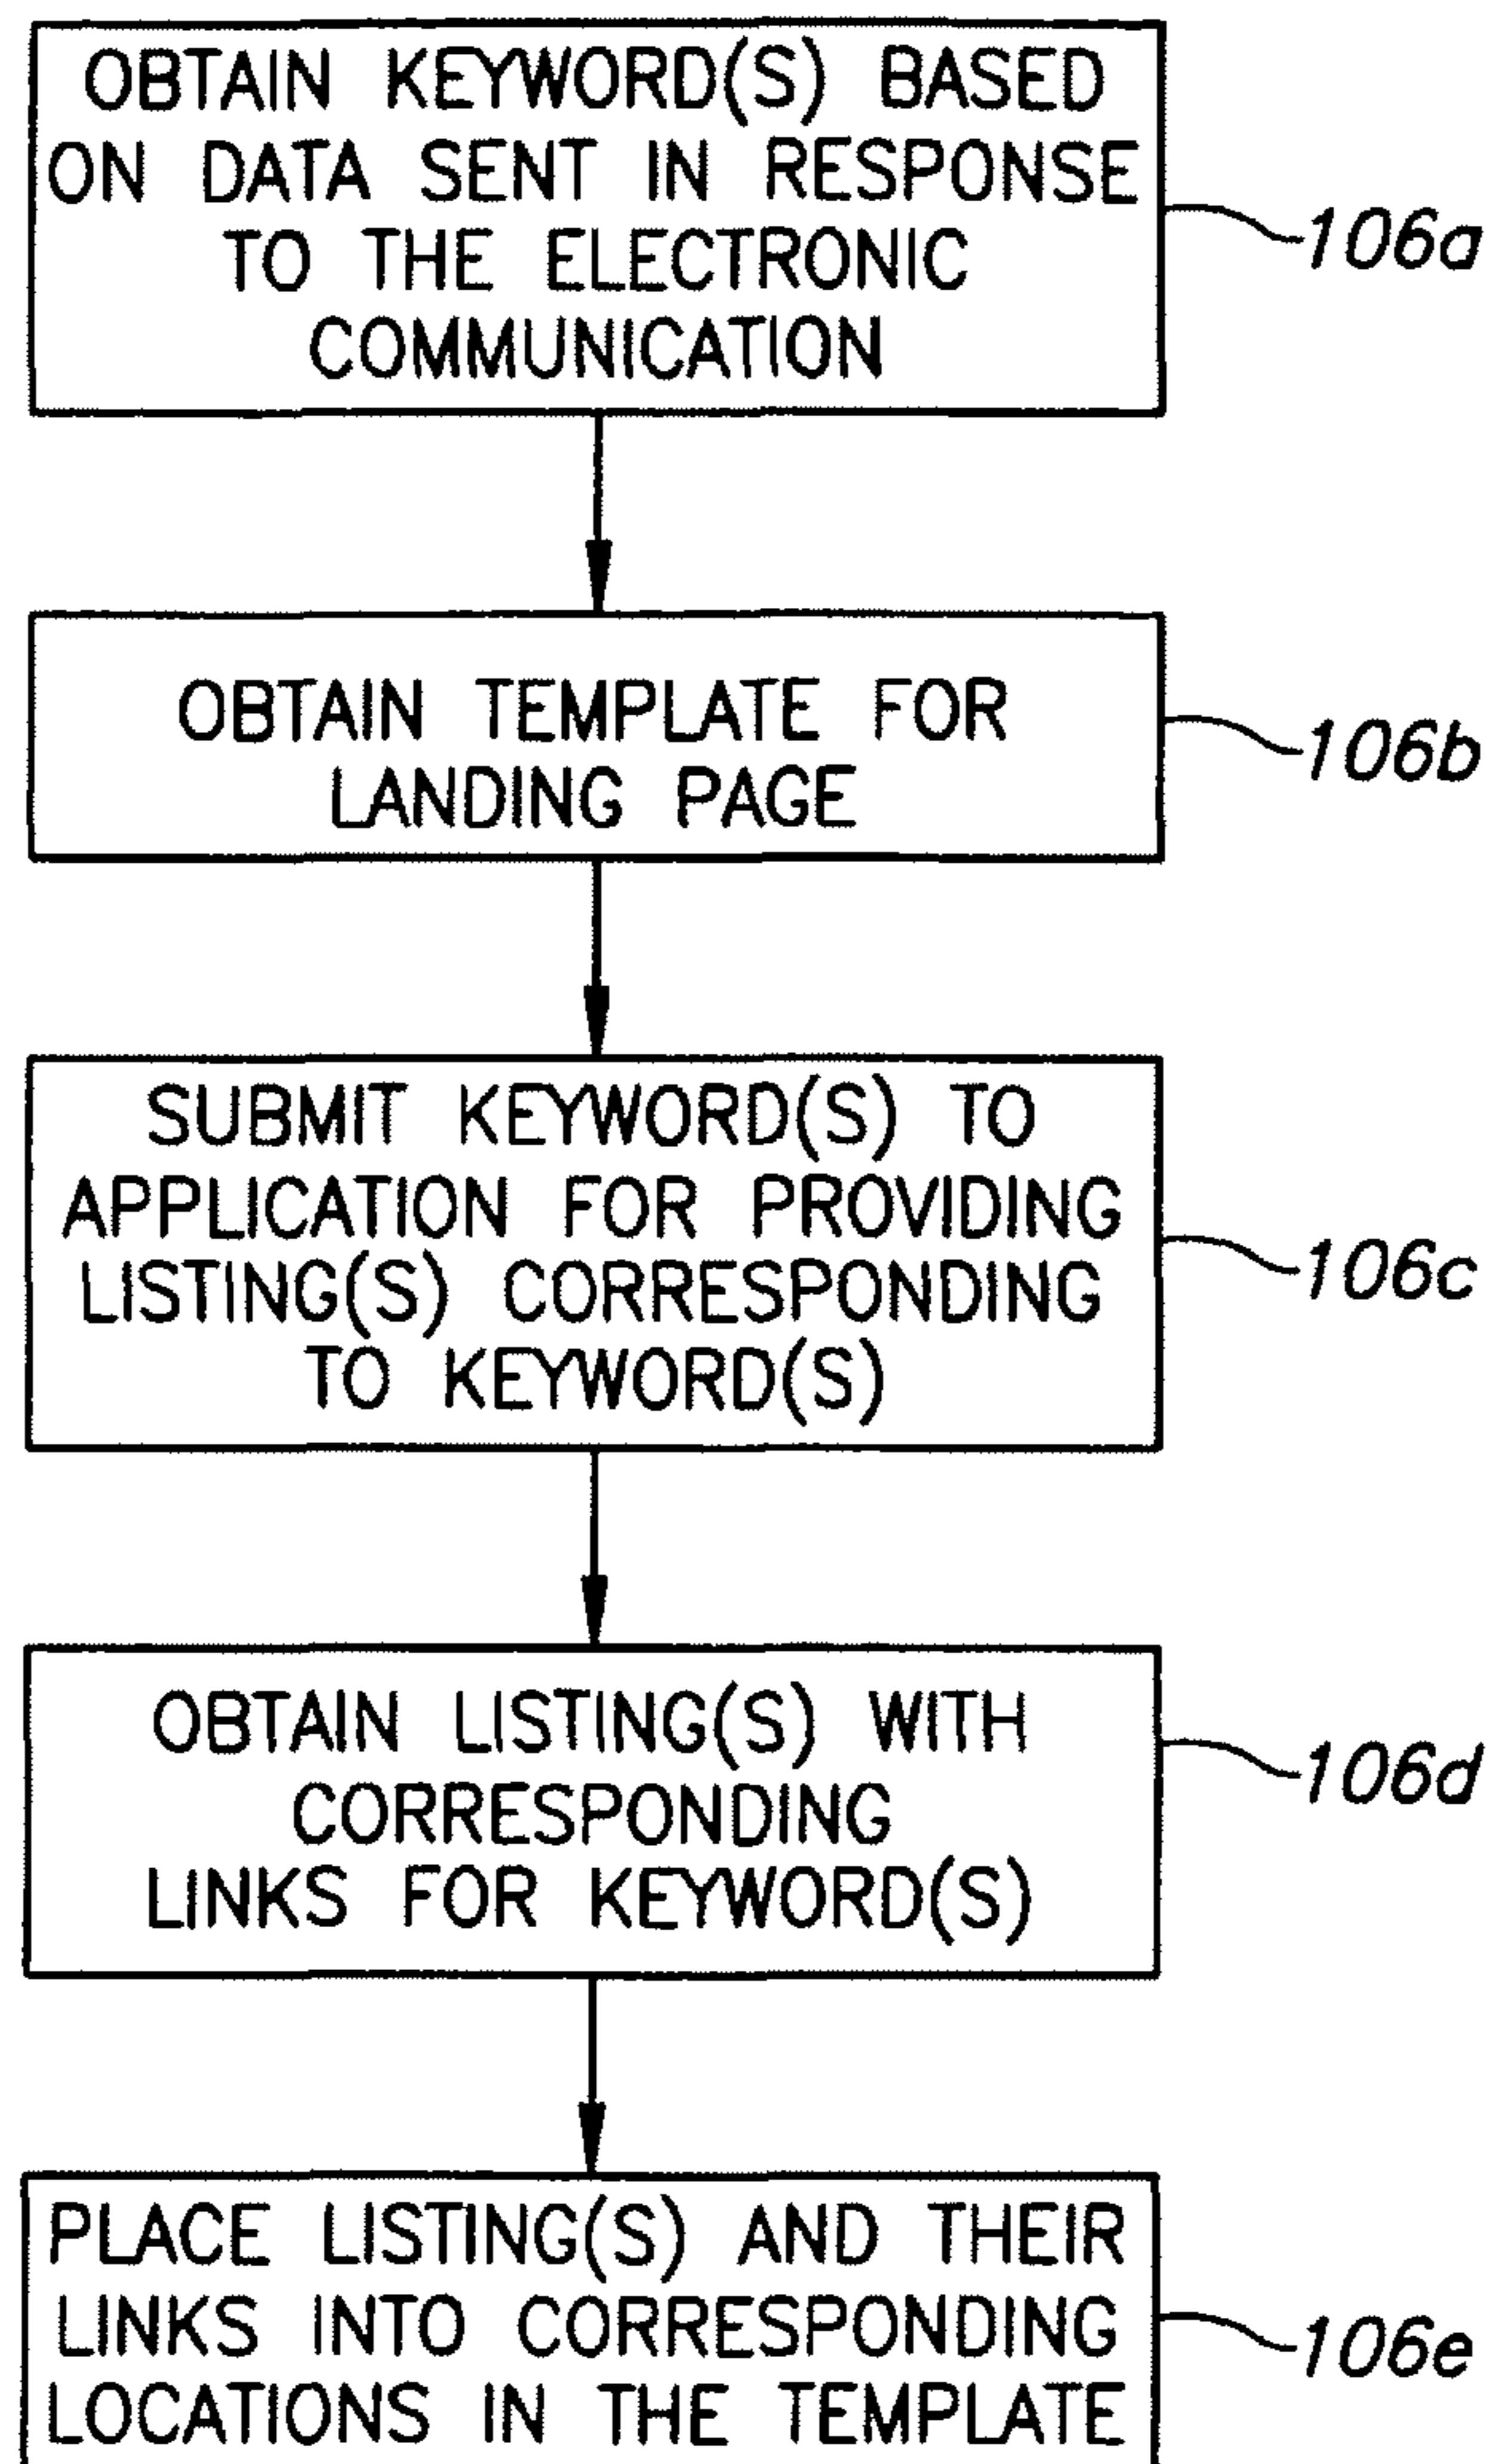 OBTAIN KEYWORD(S) BASED
ON DATA SENT IN RESPONSE
TO THE ELECTRONIC
COMMUNICATION
106a
OBTAIN TEMPLATE FOR
LANDING PAGE
106b
SUBMIT KEYWORD(S) TO
APPLICATION FOR PROVIDING
LISTING(S) CORRESPONDING
TO KEYWORD(S)
106c
OBTAIN LISTING(S) WITH
CORRESPONDING
LINKS FOR KEYWORD(S)
106d
PLACE LISTING(S) AND THEIR
LINKS INTO CORRESPONDING
LOCATIONS IN THE TEMPLATE
106e